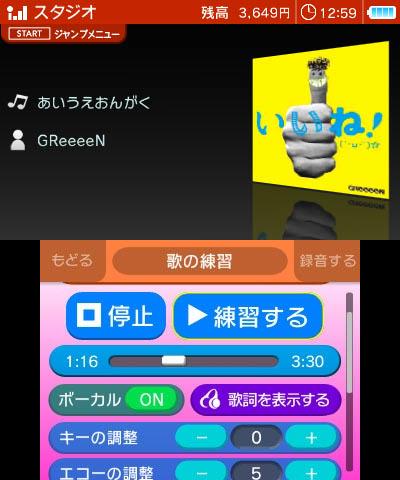 スタジオ 残高 3,649円 12:59
START ジャンプメニュー
あいうえおんがく
GReeeeN
いいね!
(˙-ω-˙)☆
GReeeeN
もどる 歌の練習 録音する
停止 練習する
1:16 3:30
ボーカル ON 歌詞を表示する
キーの調整 − 0 +
エコーの調整 − 5 +